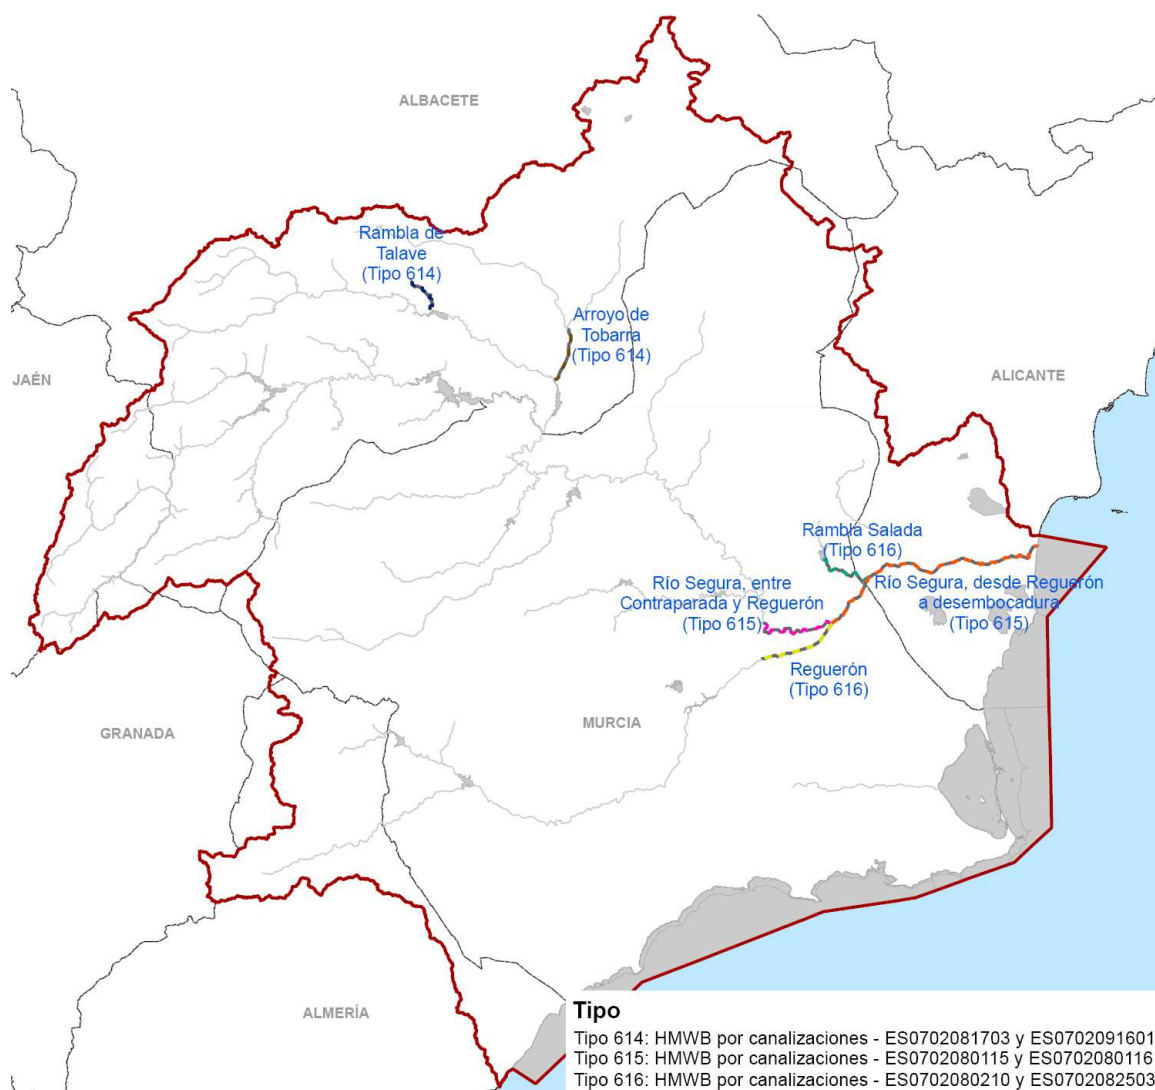 ALBACETE
Rambla de
Talave
(Tipo 614)
Arroyo de
Tobarra
(Tipo 614)
JAÉN
ALICANTE
Rambla Salada
(Tipo 616)
Río Segura, entre
Contraparada y Reguerón
(Tipo 615)
Río Segura, desde Reguerón
a desembocadura
(Tipo 615)
Reguerón
(Tipo 616)
MURCIA
GRANADA
ALMERÍA
Tipo
Tipo 614: HMWB por canalizaciones - ES0702081703 y ES0702091601
Tipo 615: HMWB por canalizaciones - ES0702080115 y ES0702080116
Tipo 616: HMWB por canalizaciones - ES0702080210 y ES0702082503